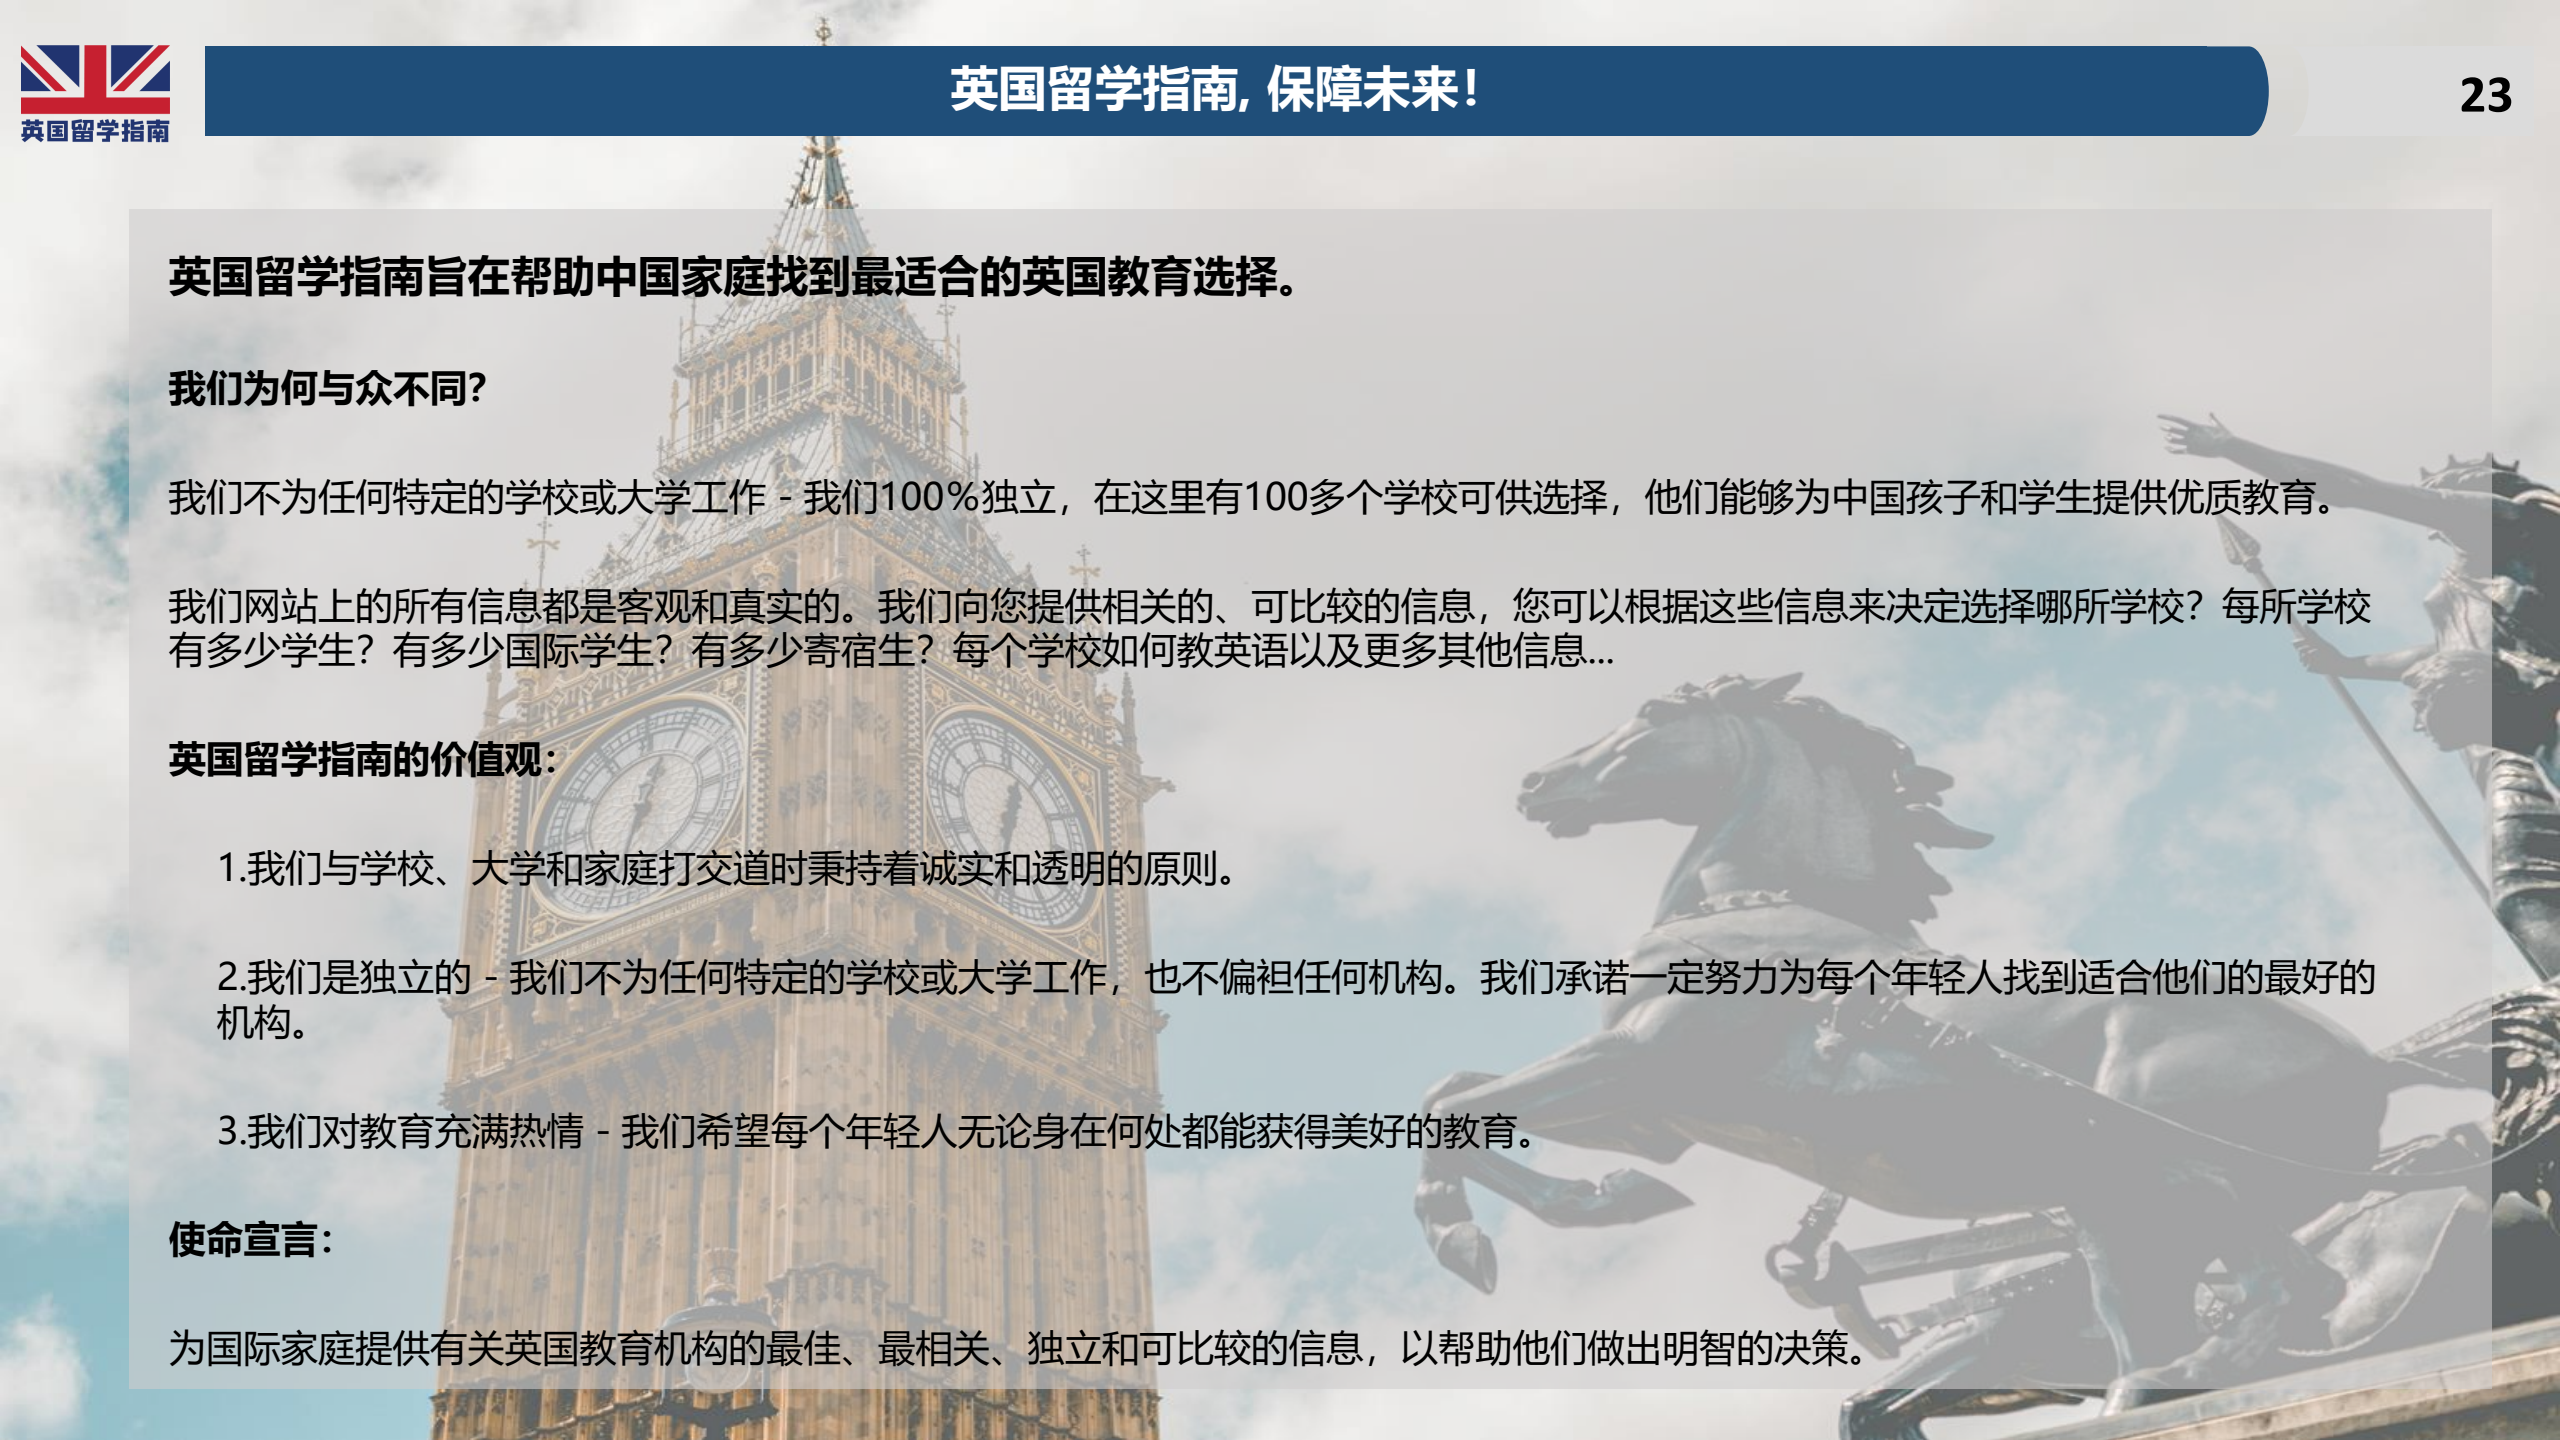 英国留学指南
英国留学指南, 保障未来！
23
英国留学指南旨在帮助中国家庭找到最适合的英国教育选择。
我们为何与众不同？
我们不为任何特定的学校或大学工作 - 我们100%独立，在这里有100多个学校可供选择，他们能够为中国孩子和学生提供优质教育。
我们网站上的所有信息都是客观和真实的。我们向您提供相关的、可比较的信息，您可以根据这些信息来决定选择哪所学校？每所学校
有多少学生？有多少国际学生？有多少寄宿生？每个学校如何教英语以及更多其他信息...
英国留学指南的价值观：
1.我们与学校、大学和家庭打交道时秉持着诚实和透明的原则。
2.我们是独立的 - 我们不为任何特定的学校或大学工作，也不偏袒任何机构。我们承诺一定努力为每个年轻人找到适合他们的最好的
机构。
3.我们对教育充满热情 - 我们希望每个年轻人无论身在何处都能获得美好的教育。
使命宣言：
为国际家庭提供有关英国教育机构的最佳、最相关、独立和可比较的信息，以帮助他们做出明智的决策。